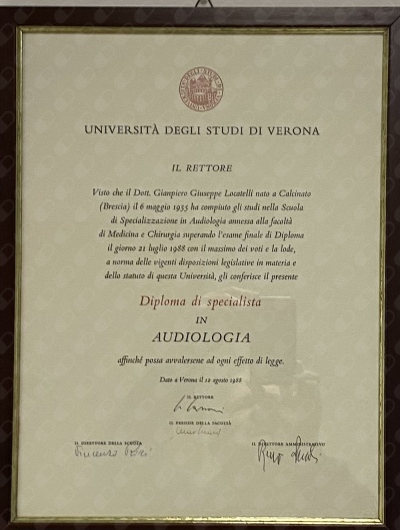 UNIVERSITÀ DEGLI STUDI DI VERONA
IL RETTORE
Visto che il Dott. Gianpiero Giuseppe Locatelli nato a Calcinato
(Brescia) il 6 maggio 1955 ha compiuto gli studi nella Scuola
di Specializzazione in Audiologia annessa alla facoltà
di Medicina e Chirurgia superando l'esame finale di Diploma
il giorno 21 luglio 1988 con il massimo dei voti e la lode,
a norma delle vigenti disposizioni legislative in materia e
dello statuto di questa Università, gli conferisce il presente
Diploma di specialista
IN
AUDIOLOGIA
affinché possa avvalersene ad ogni effetto di legge.
Dato a Verona il 12 agosto 1988
IL RETTORE
IL PRESIDE DELLA FACOLTÀ
IL DIRETTORE DELLA SCUOLA
IL DIRETTORE AMMINISTRATIVO